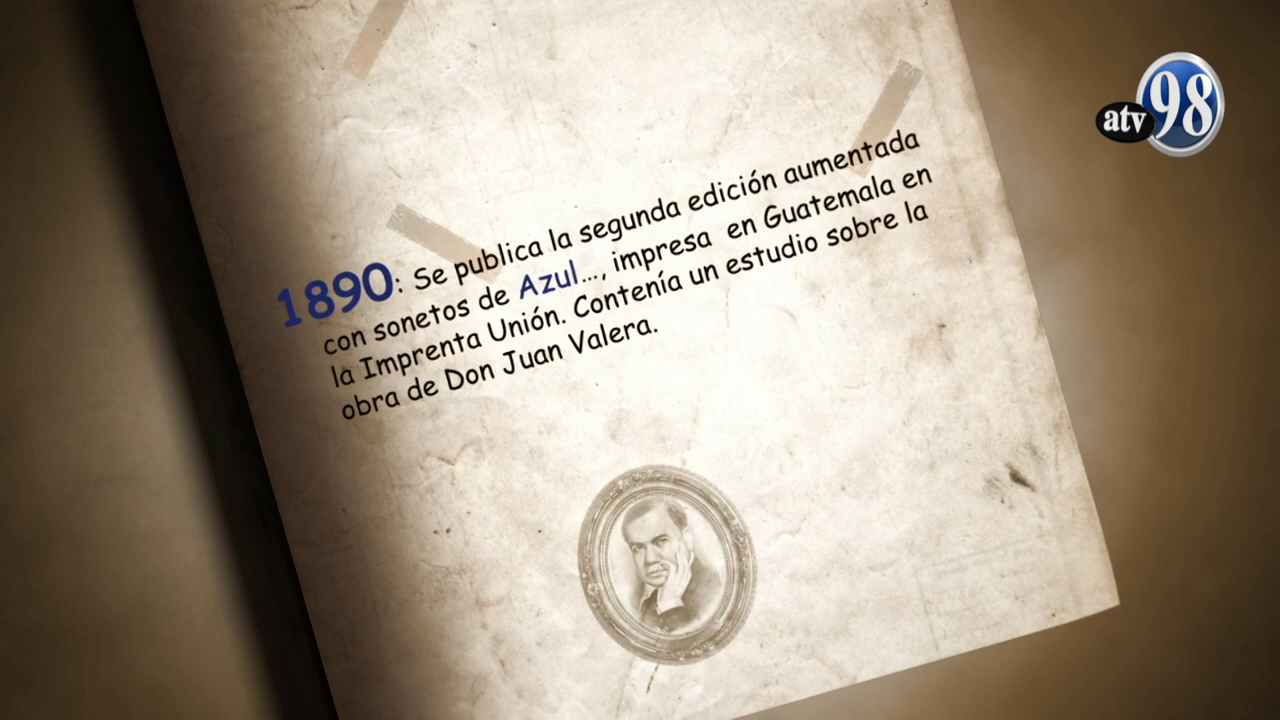 1890: Se publica la segunda edición aumentada
con sonetos de Azul..., impresa en Guatemala en
la Imprenta Unión. Contenía un estudio sobre la
obra de Don Juan Valera.
atv 98